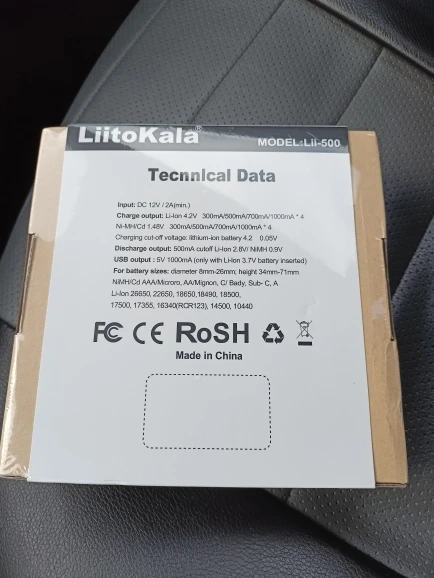 LiitoKala®
MODEL:Lii-500
Tecnnlcal Data
Input: DC 12V / 2A(min.)
Charge output: Li-Ion 4.2V 300mA/500mA/700mA/1000mA * 4
Ni-MH/Cd 1.48V 300mA/500mA/700mA/1000mA * 4
Charging cut-off voltage: lithium-ion battery 4.2 0.05V
Discharge output: 500mA cutoff Li-Ion 2.8V/ NiMH 0.9V
USB output : 5V 1000mA (only with Li-Ion 3.7V battery inserted)
For battery sizes: diameter 8mm-26mm; height 34mm-71mm
NiMH/Cd AAA/Microro, AA/Mignon, C/ Bady, Sub- C, A
Li-Ion 26650, 22650, 18650,18490, 18500,
17500, 17355, 16340(RCR123), 14500, 10440
FC CE RoSH
Made in China